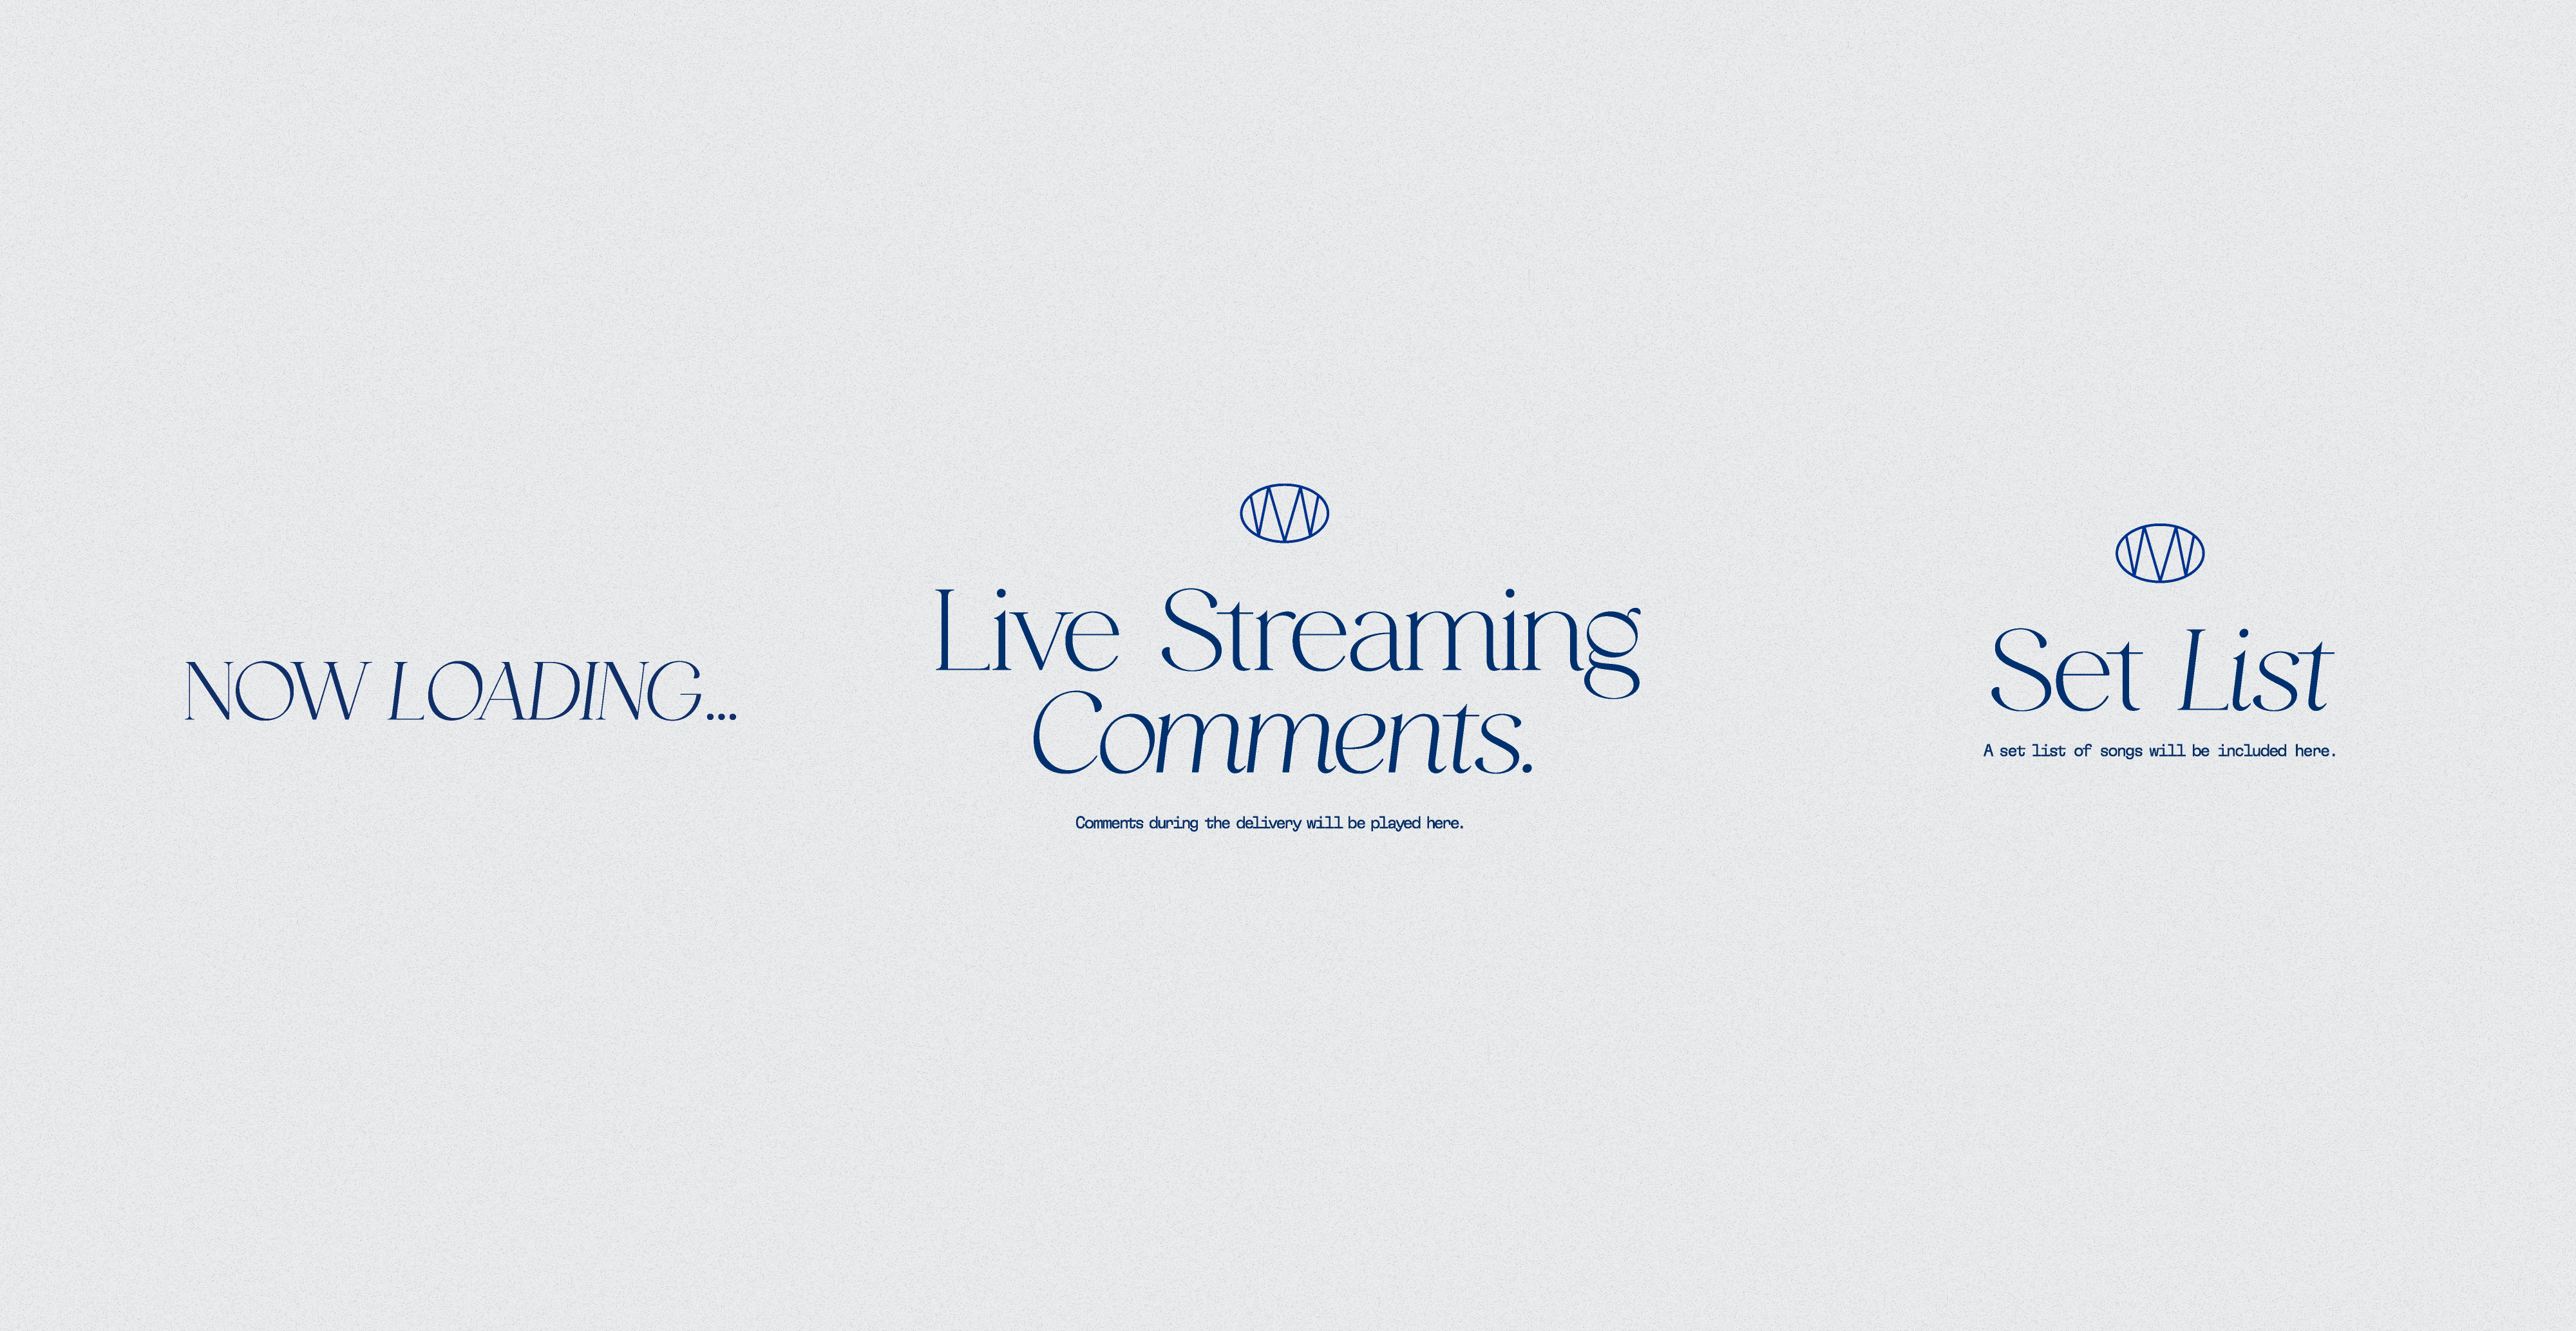 NOW LOADING...
Live Streaming
Comments.
Comments during the delivery will be played here.
Set List
A set list of songs will be included here.